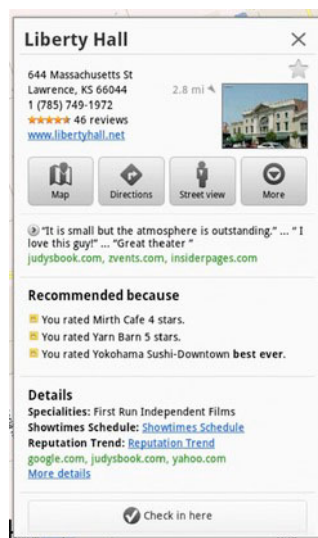 Liberty Hall
644 Massachusetts St
Lawrence, KS 66044
1 (785) 749-1972
2.8 mi
46 reviews
www.libertyhall.net
Map
Directions
Street view
More
"It is small but the atmosphere is outstanding." ... " I
love this guy!" ... "Great theater "
judysbook.com, zvents.com, insiderpages.com
Recommended because
You rated Mirth Cafe 4 stars.
You rated Yarn Barn 5 stars.
You rated Yokohama Sushi-Downtown best ever.
Details
Specialities: First Run Independent Films
Showtimes Schedule: Showtimes Schedule
Reputation Trend: Reputation Trend
google.com, judysbook.com, yahoo.com
More details
Check in here